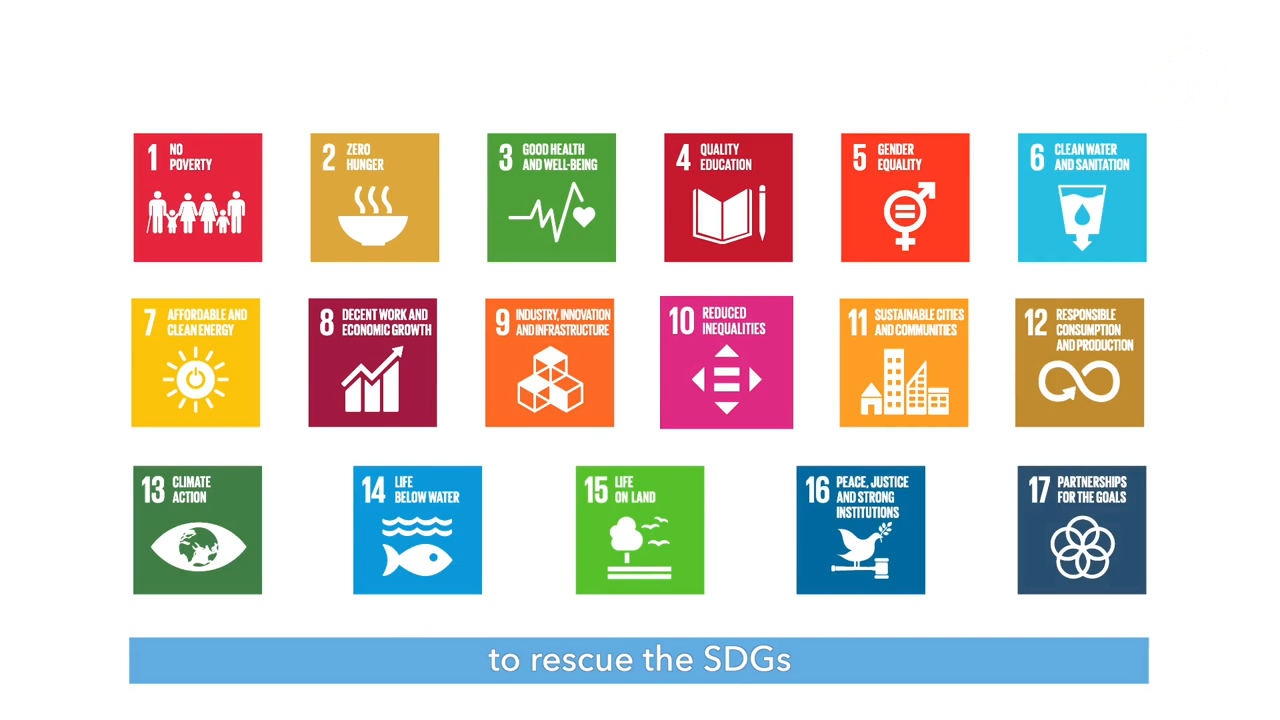 1 NO
POVERTY
2 ZERO
HUNGER
3 GOOD HEALTH
AND WELL-BEING
4 QUALITY
EDUCATION
5 GENDER
EQUALITY
6 CLEAN WATER
AND SANITATION
7 AFFORDABLE AND
CLEAN ENERGY
8 DECENT WORK AND
ECONOMIC GROWTH
9 INDUSTRY, INNOVATION
AND INFRASTRUCTURE
10 REDUCED
INEQUALITIES
11 SUSTAINABLE CITIES
AND COMMUNITIES
12 RESPONSIBLE
CONSUMPTION
AND PRODUCTION
13 CLIMATE
ACTION
14 LIFE
BELOW WATER
15 LIFE
ON LAND
16 PEACE, JUSTICE
AND STRONG
INSTITUTIONS
17 PARTNERSHIPS
FOR THE GOALS
to rescue the SDGs